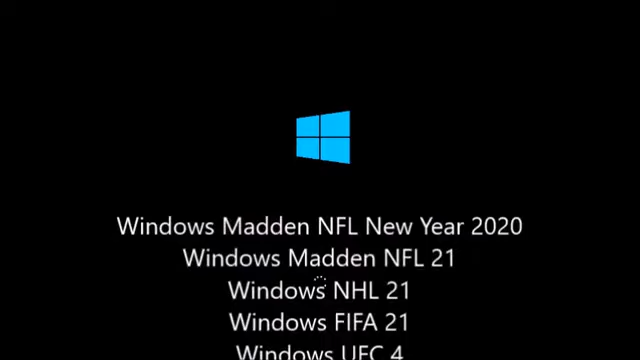 Windows Madden NFL New Year 2020
Windows Madden NFL 21
Windows NHL 21
Windows FIFA 21
Windows UFC 4